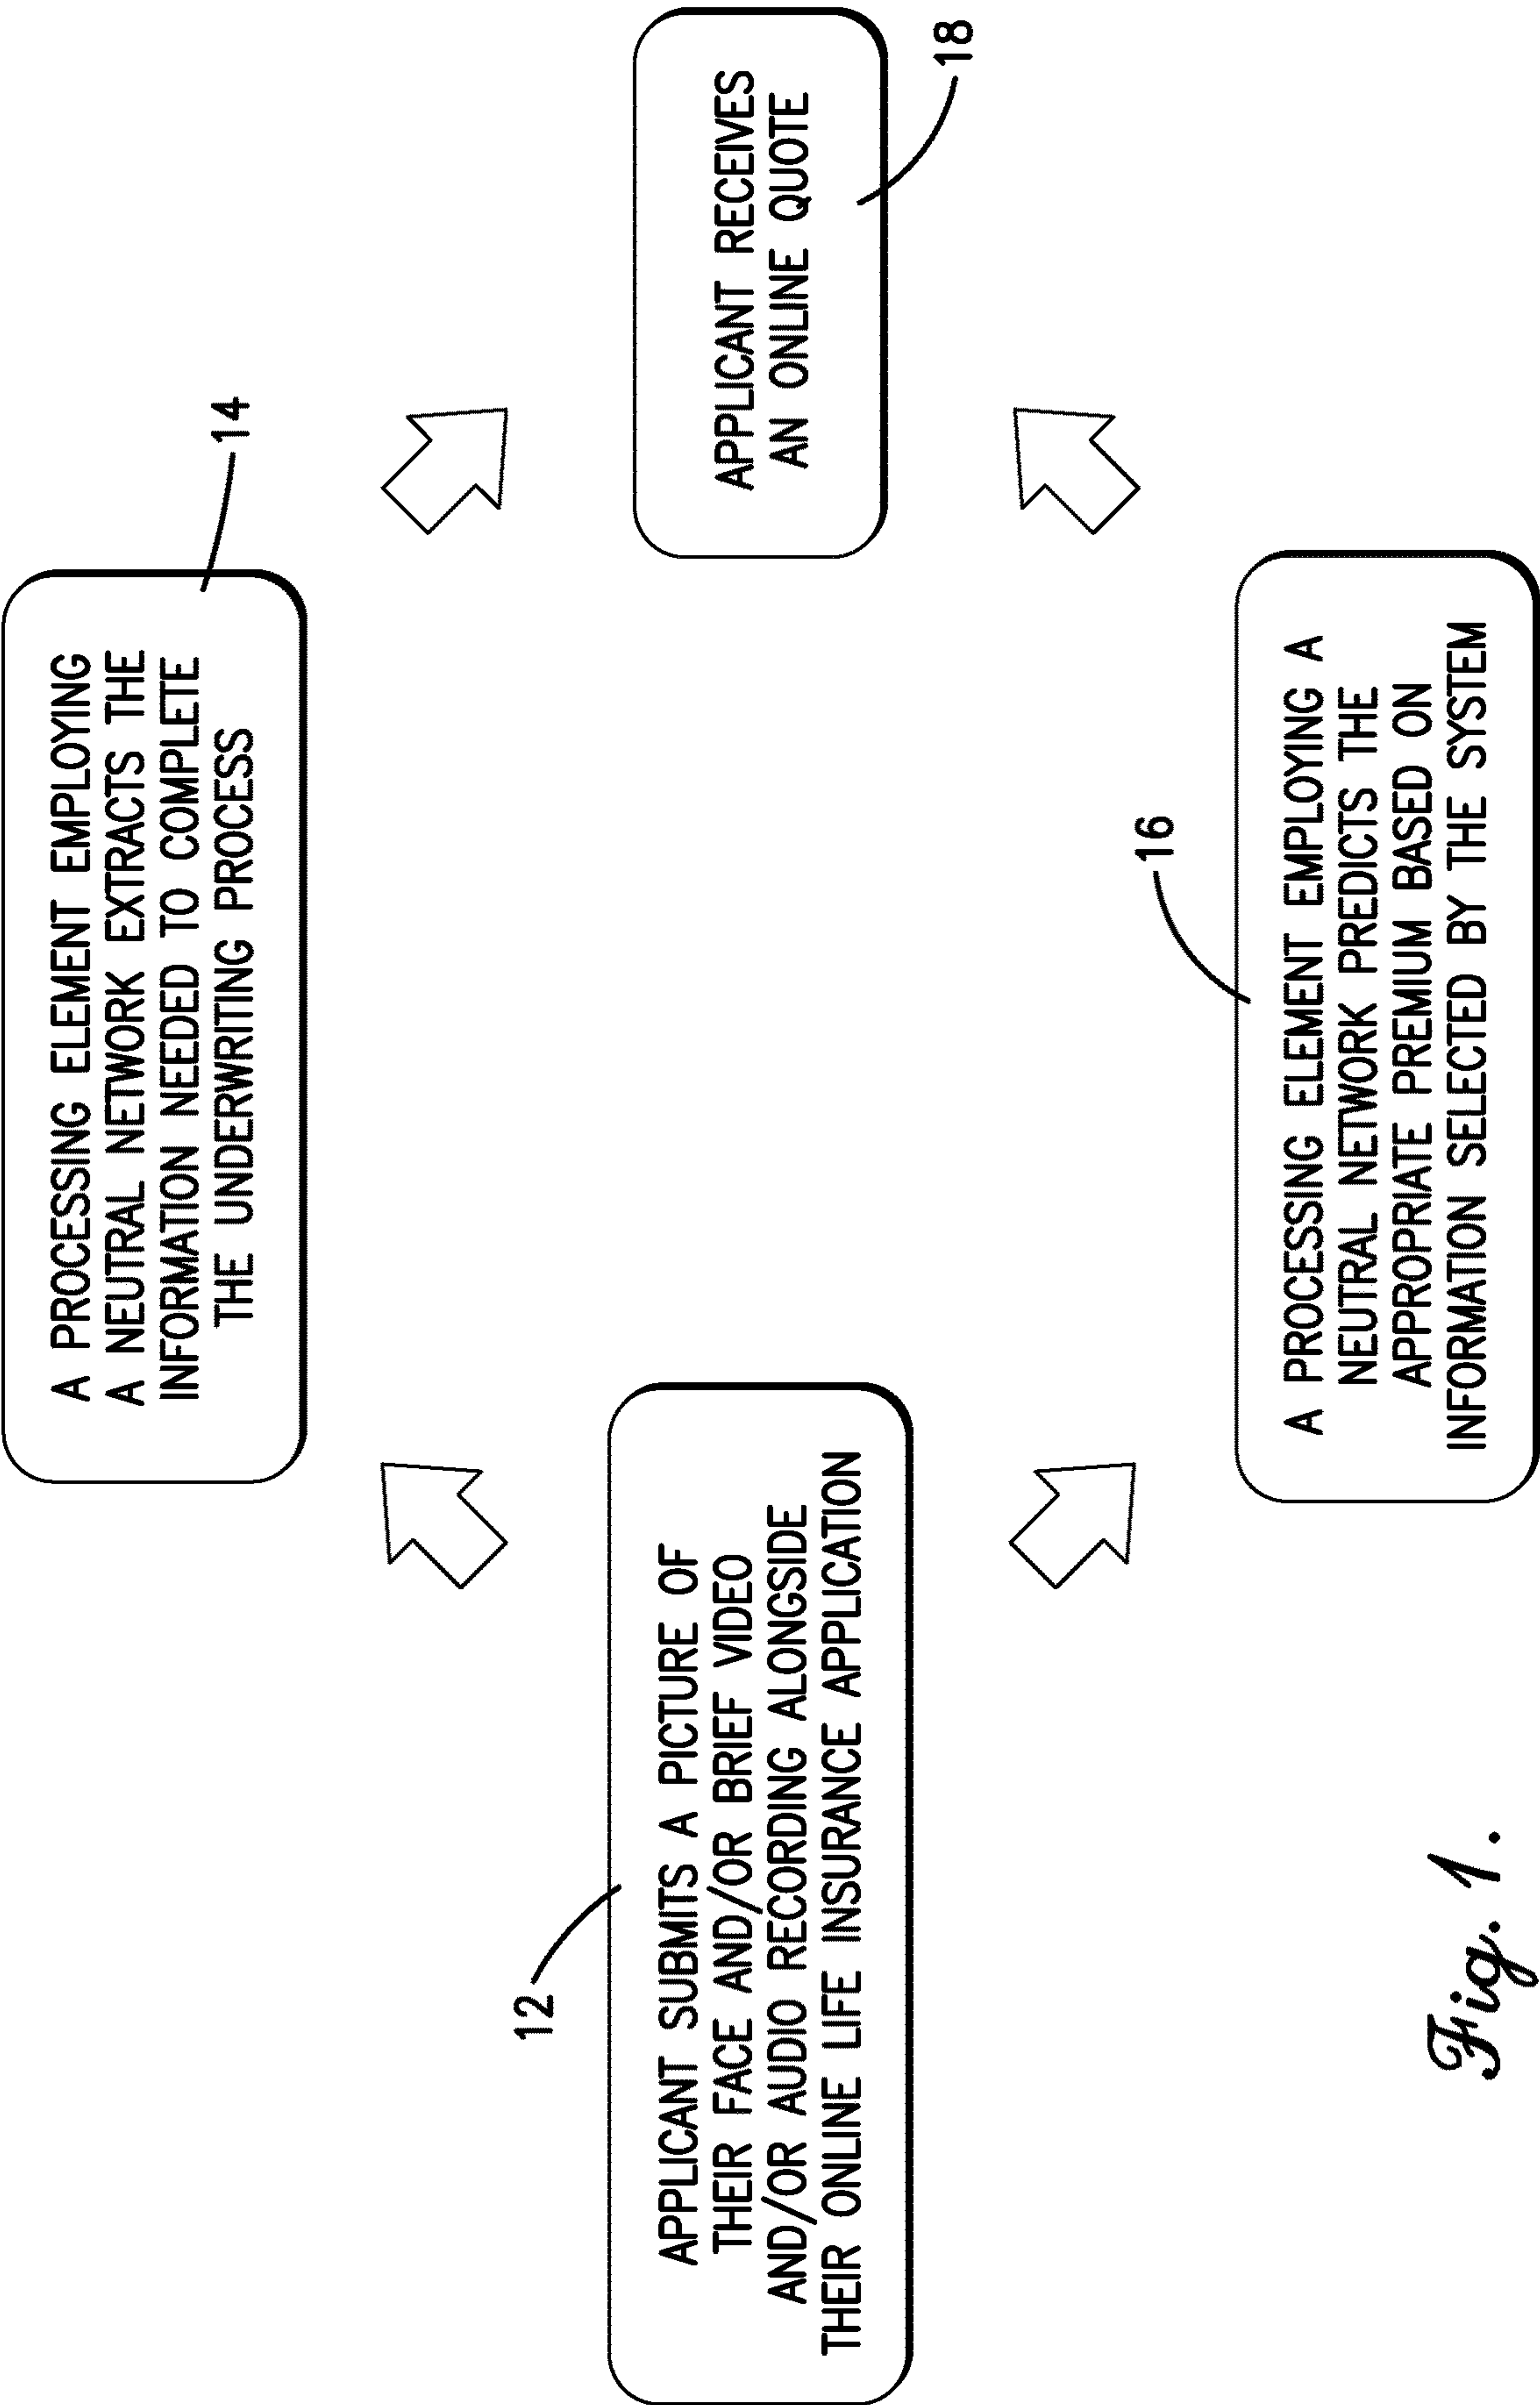 14
A PROCESSING ELEMENT EMPLOYING
A NEUTRAL NETWORK EXTRACTS THE
INFORMATION NEEDED TO COMPLETE
THE UNDERWRITING PROCESS
12
APPLICANT SUBMITS A PICTURE OF
THEIR FACE AND/OR BRIEF VIDEO
AND/OR AUDIO RECORDING ALONGSIDE
THEIR ONLINE LIFE INSURANCE APPLICATION
APPLICANT RECEIVES
AN ONLINE QUOTE
18
16
A PROCESSING ELEMENT EMPLOYING A
NEUTRAL NETWORK PREDICTS THE
APPROPRIATE PREMIUM BASED ON
INFORMATION SELECTED BY THE SYSTEM
Fig. 1.